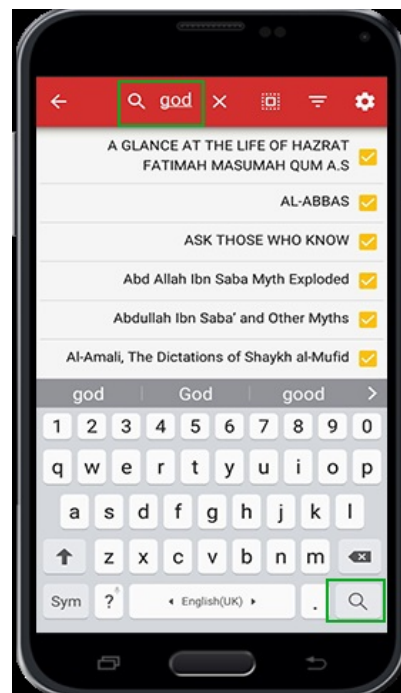 god
A GLANCE AT THE LIFE OF HAZRAT
FATIMAH MASUMAH QUM A.S
AL-ABBAS
ASK THOSE WHO KNOW
Abd Allah Ibn Saba Myth Exploded
Abdullah Ibn Saba' and Other Myths
Al-Amali, The Dictations of Shaykh al-Mufid
god God good
1 2 3 4 5 6 7 8 9 0
q w e r t y u i o p
a s d f g h j k l
z x c v b n m
Sym ? English(UK) .